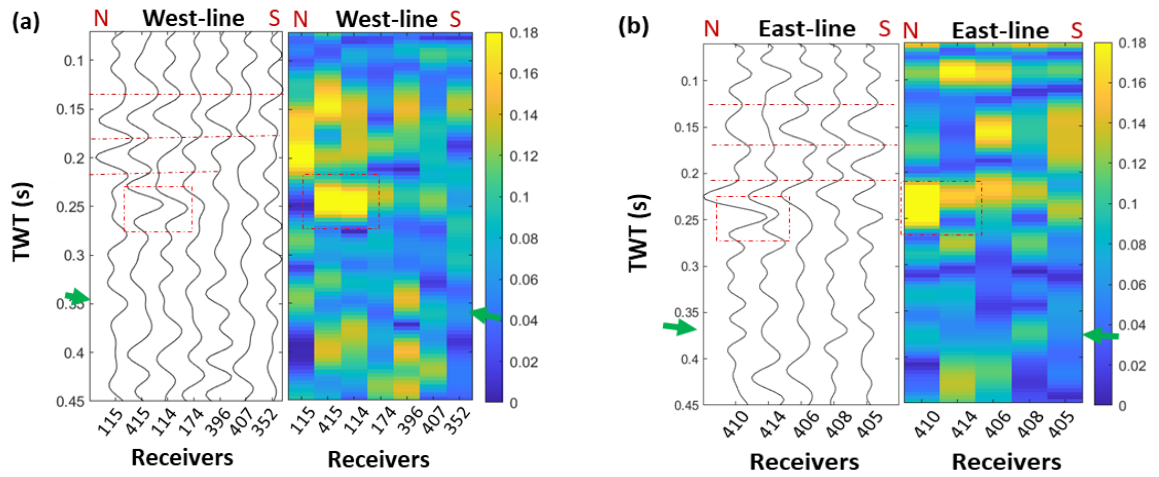 (a)
N West-line S
N West-line S
TWT (s)
0.1
0.15
0.2
0.25
0.3
0.35
0.4
0.45
115 415 114 174 396 407 352
Receivers
115 415 114 174 396 407 352
Receivers
0.18
0.16
0.14
0.12
0.1
0.08
0.06
0.04
0.02
0
(b)
N East-line S
N East-line S
TWT (s)
0.1
0.15
0.2
0.25
0.3
0.35
0.4
0.45
410 414 406 408 405
Receivers
410 414 406 408 405
Receivers
0.18
0.16
0.14
0.12
0.1
0.08
0.06
0.04
0.02
0